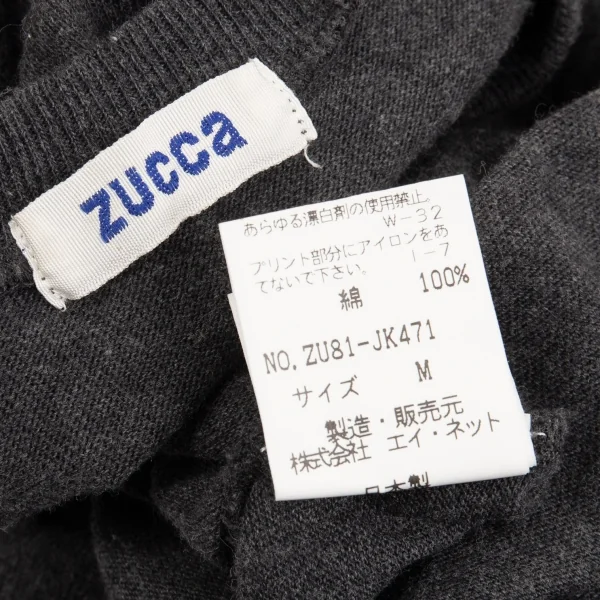 zucca
あらゆる漂白剤の使用禁止。
W-32
プリント部分にアイロンをあ
I-7
てないで下さい。
綿 100%
NO. ZU81-JK471
サイズ M
製造・販売元
株式会社 エイ・ネット
日本製